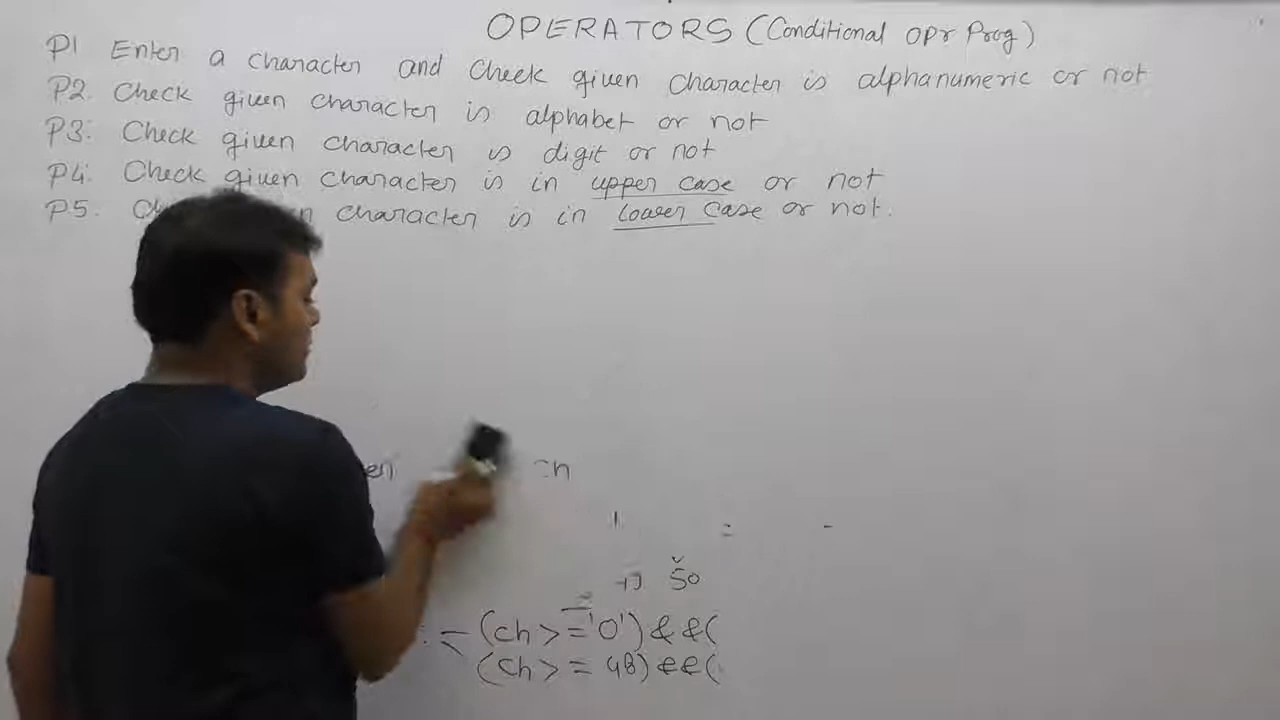 OPERATORS (Conditional Opr Prog)
P1 Enter a character and Check given character is alphanumeric or not
P2. Check given character is alphabet or not
P3: Check given character is digit or not
P4: Check given character is in upper case or not
P5. character is in lower case or not.
50
(ch >= '0') && (
(ch >= 48) && (